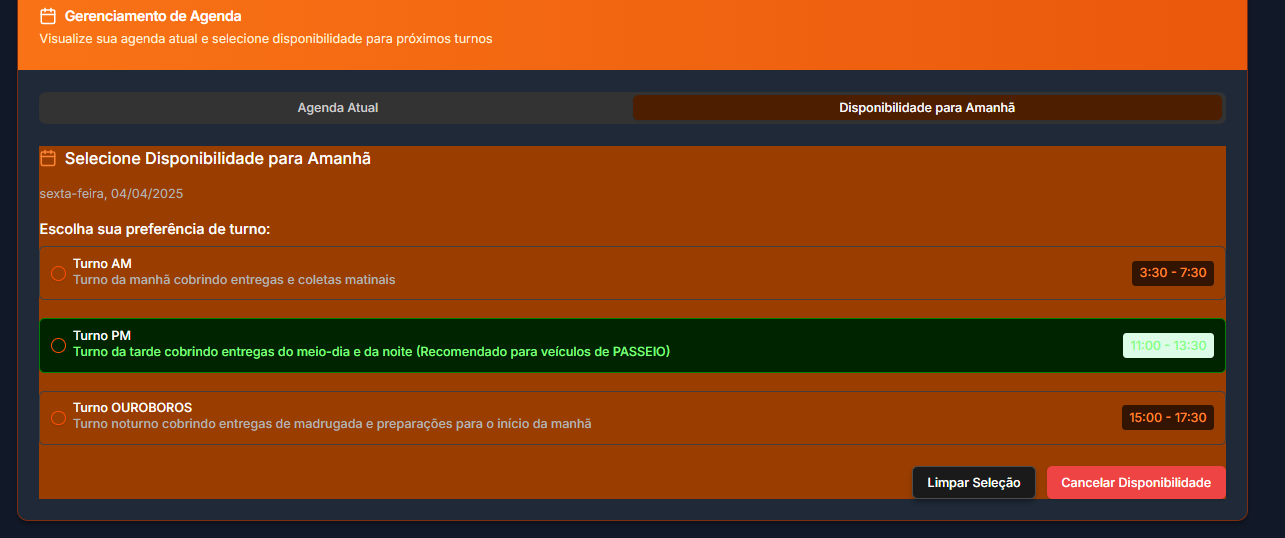 Gerenciamento de Agenda
Visualize sua agenda atual e selecione disponibilidade para próximos turnos
Agenda Atual
Disponibilidade para Amanhã
Selecione Disponibilidade para Amanhã
sexta-feira, 04/04/2025
Escolha sua preferência de turno:
Turno AM
Turno da manhã cobrindo entregas e coletas matinais
3:30 - 7:30
Turno PM
Turno da tarde cobrindo entregas do meio-dia e da noite (Recomendado para veículos de PASSEIO)
11:00 - 13:30
Turno OUROBOROS
Turno noturno cobrindo entregas de madrugada e preparações para o início da manhã
15:00 - 17:30
Limpar Seleção
Cancelar Disponibilidade